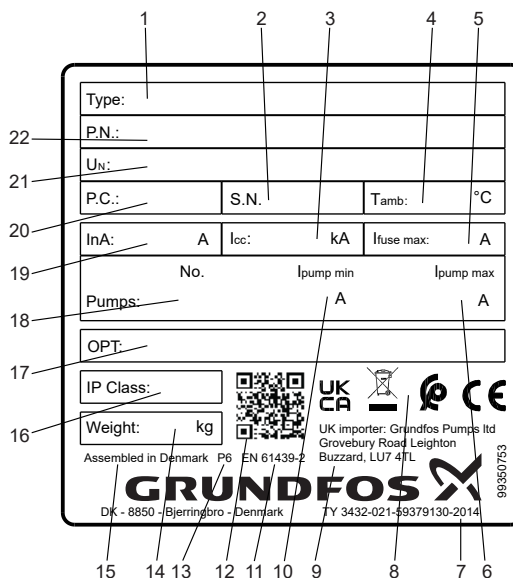 1 2 3 4 5
Type:
P.N.:
22
UN:
21
P.C.: S.N. Tamb: °C
20
InA: A Icc: kA Ifuse max: A
19
No. Ipump min Ipump max
Pumps: A A
18
OPT:
17
IP Class:
16
Weight: kg
UK
CA
CE
UK importer: Grundfos Pumps ltd
Grovebury Road Leighton
Buzzard, LU7 4TL
Assembled in Denmark P6 EN 61439-2
99350753
GRUNDFOS
DK - 8850 - Bjerringbro - Denmark TY 3432-021-59379130-2014
15 14 13 12 11 10 9 8 7 6